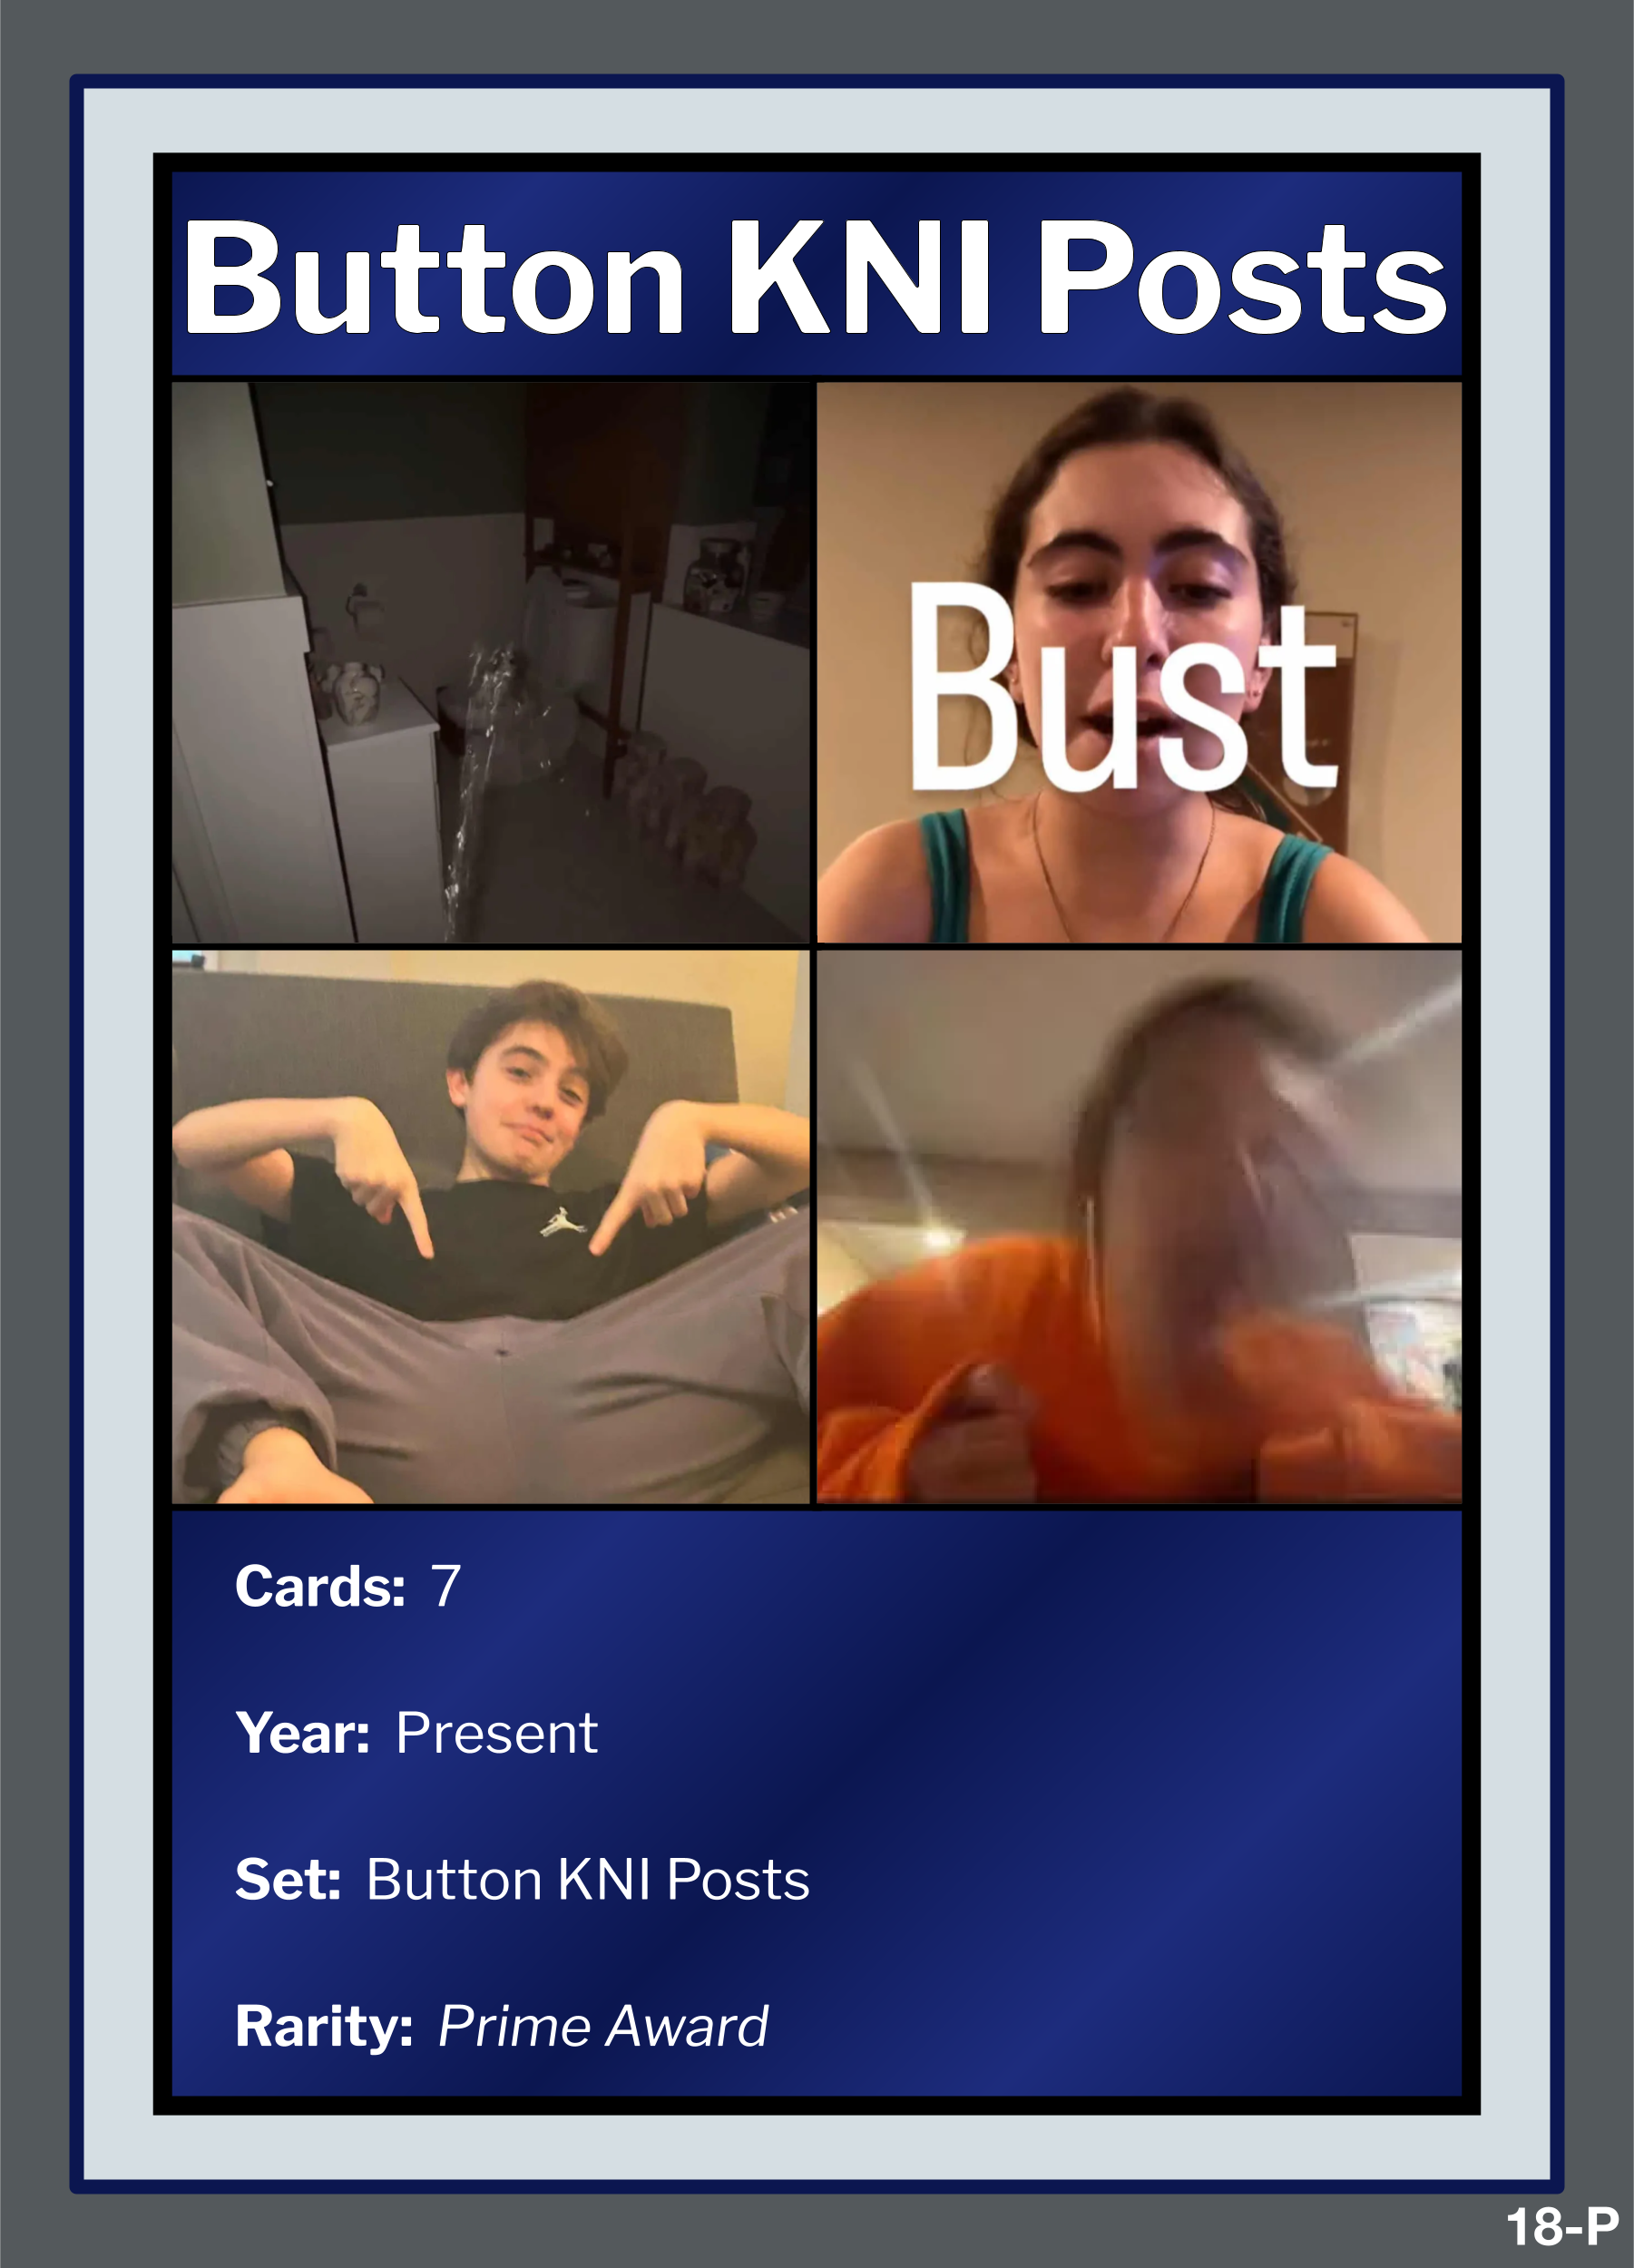 Button KNI Posts
Bust
Cards: 7
Year: Present
Set: Button KNI Posts
Rarity: Prime Award
18-P